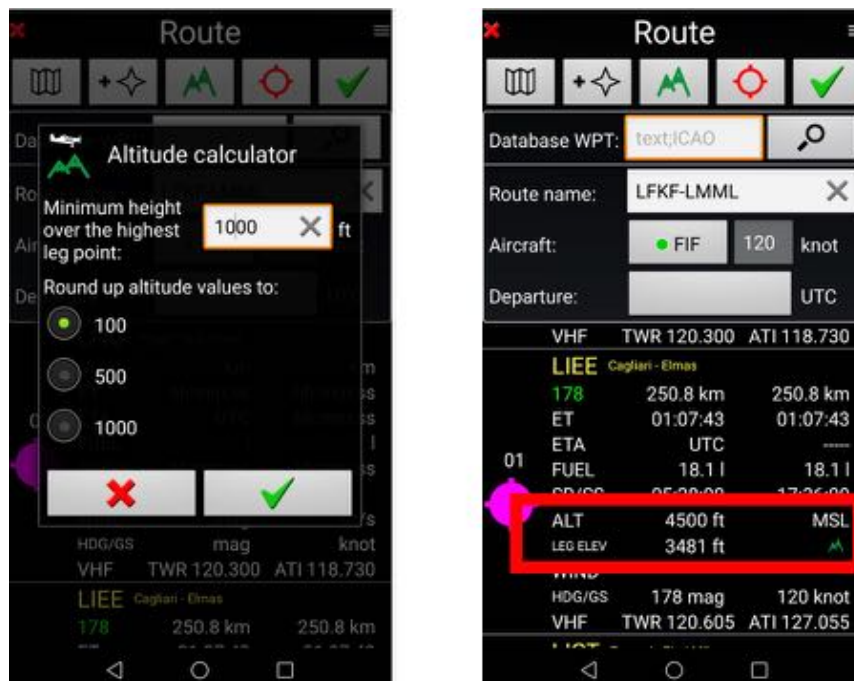 Route
Altitude calculator
Minimum height
over the highest
leg point:
1000
ft
Round up altitude values to:
100
500
1000
HDG/GS mag knot
VHF TWR 120.300 ATI 118.730
LIEE Cagliari - Elmas
178 250.8 km 250.8 km
Route
Database WPT: text;ICAO
Route name: LFKF-LMML
Aircraft: FIF 120 knot
Departure: UTC
VHF TWR 120.300 ATI 118.730
LIEE Cagliari - Elmas
178 250.8 km 250.8 km
ET 01:07:43 01:07:43
ETA UTC -----
01
FUEL 18.1 l 18.1 l
ALT 4500 ft MSL
LEG ELEV 3481 ft
WIND
HDG/GS 178 mag 120 knot
VHF TWR 120.605 ATI 127.055